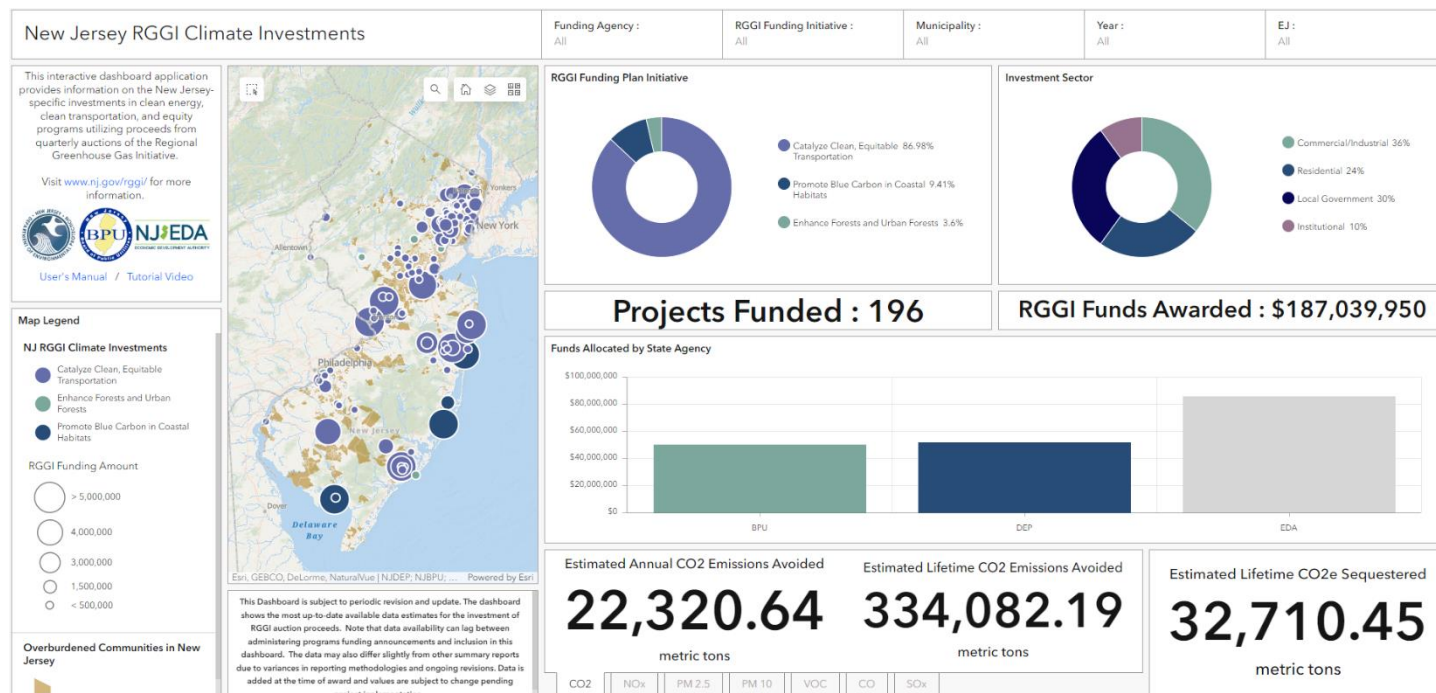 New Jersey RGGI Climate Investments
Funding Agency :
All
RGGI Funding Initiative :
All
Municipality :
All
Year :
All
EJ :
All
This interactive dashboard application
provides information on the New Jersey-
specific investments in clean energy,
clean transportation, and equity
programs utilizing proceeds from
quarterly auctions of the Regional
Greenhouse Gas Initiative.
Visit www.nj.gov/rggi/ for more
information.
BPU
NJEDA
ECONOMIC DEVELOPMENT AUTHORITY
User's Manual / Tutorial Video
Map Legend
NJ RGGI Climate Investments
Catalyze Clean, Equitable
Transportation
Enhance Forests and Urban
Forests
Promote Blue Carbon in Coastal
Habitats
RGGI Funding Amount
> 5,000,000
4,000,000
3,000,000
1,500,000
< 500,000
Overburdened Communities in New
Jersey
Yonkers
New York
Allentown
Philadelphia
New Jersey
Dover
Delaware
Bay
Esri, GEBCO, DeLorme, NaturalVue | NJDEP; NJBPU; ...
Powered by Esri
This Dashboard is subject to periodic revision and update. The dashboard
shows the most up-to-date available data estimates for the investment of
RGGI auction proceeds. Note that data availability can lag between
administering programs funding announcements and inclusion in this
dashboard. The data may also differ slightly from other summary reports
due to variances in reporting methodologies and ongoing revisions. Data is
added at the time of award and values are subject to change pending
RGGI Funding Plan Initiative
Catalyze Clean, Equitable 86.98%
Transportation
Promote Blue Carbon in Coastal 9.41%
Habitats
Enhance Forests and Urban Forests 3.6%
Investment Sector
Commercial/Industrial 36%
Residential 24%
Local Government 30%
Institutional 10%
Projects Funded : 196
RGGI Funds Awarded : $187,039,950
Funds Allocated by State Agency
$100,000,000
$80,000,000
$60,000,000
$40,000,000
$20,000,000
$0
BPU
DEP
EDA
Estimated Annual CO2 Emissions Avoided
22,320.64
metric tons
Estimated Lifetime CO2 Emissions Avoided
334,082.19
metric tons
Estimated Lifetime CO2e Sequestered
32,710.45
metric tons
CO2
NOx
PM 2.5
PM 10
VOC
CO
SOx